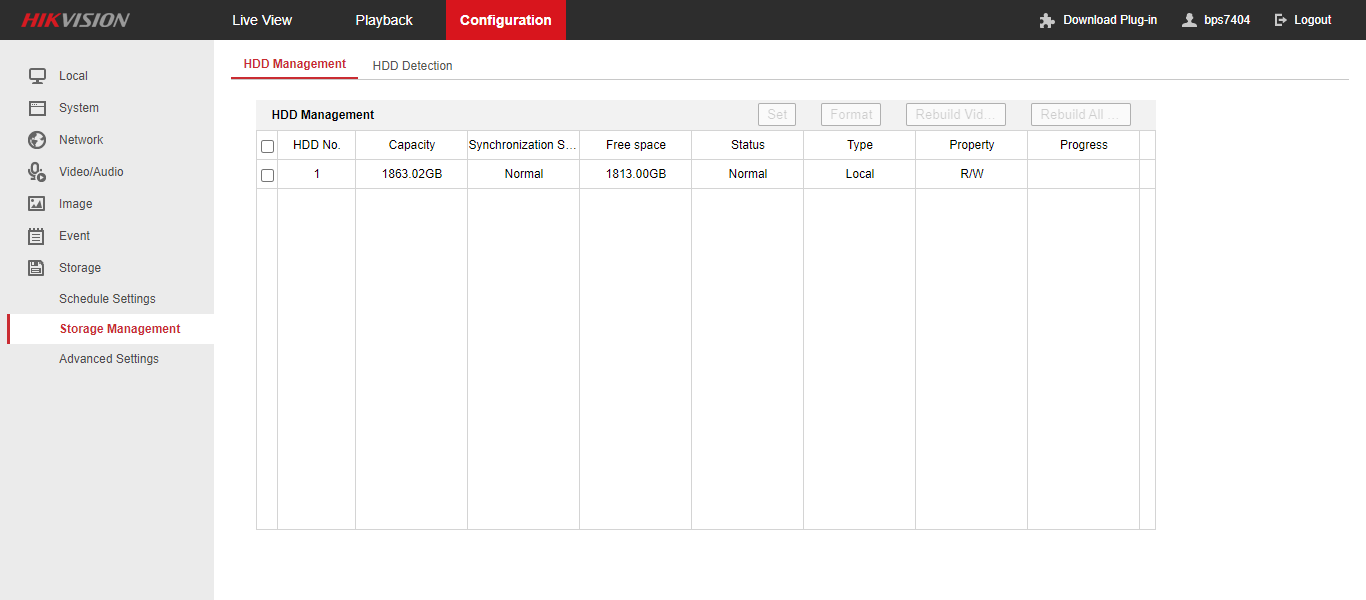 HIKVISION Live View Playback Configuration Download Plug-in bps7404 Logout
Local
System
Network
Video/Audio
Image
Event
Storage
Schedule Settings
Storage Management
Advanced Settings
HDD Management HDD Detection
HDD Management Set Format Rebuild Vid... Rebuild All ...
HDD No. Capacity Synchronization S... Free space Status Type Property Progress
1 1863.02GB Normal 1813.00GB Normal Local R/W